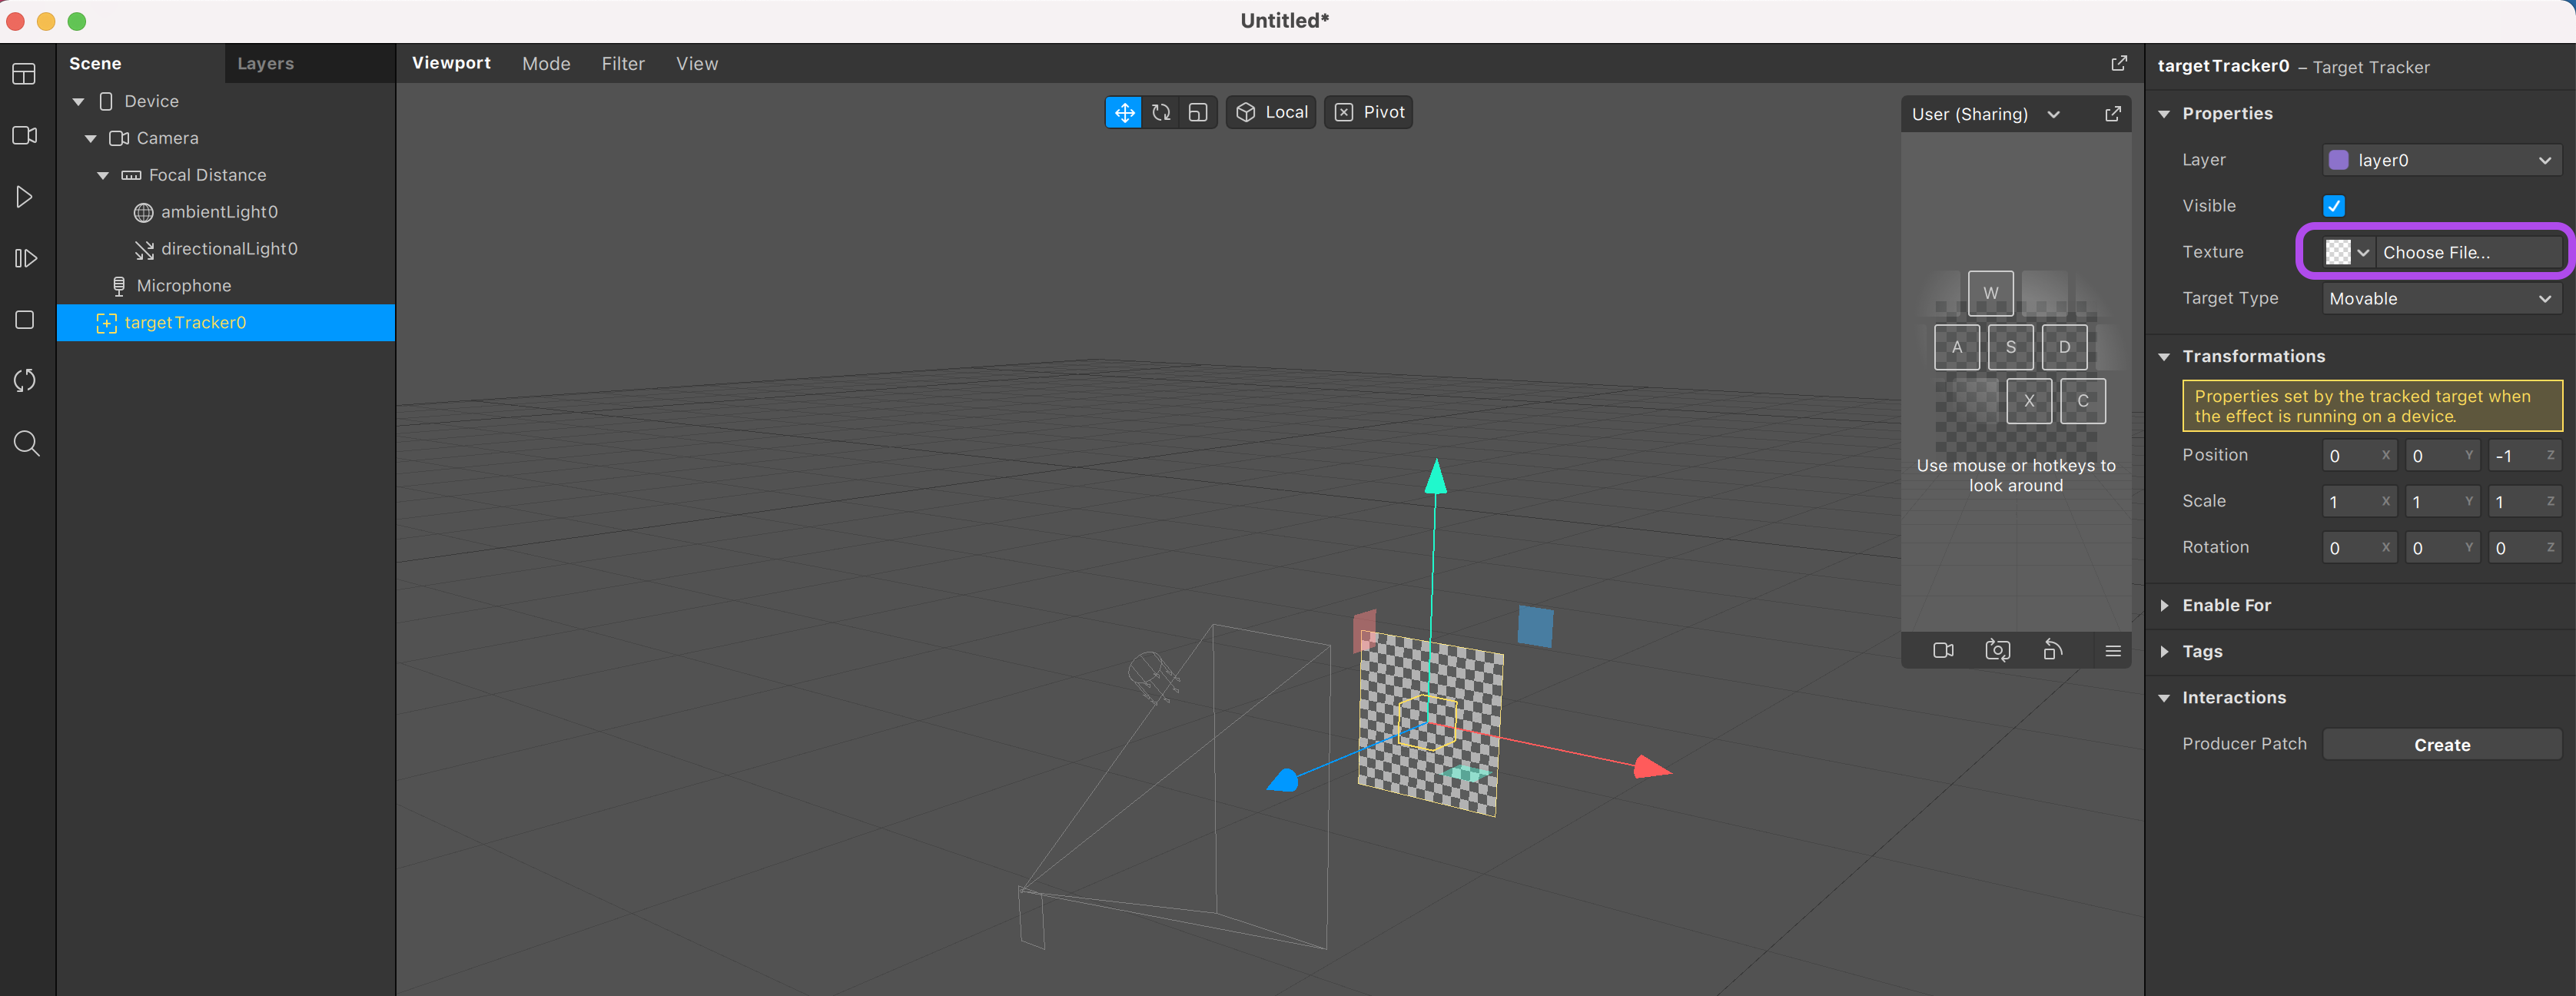 Untitled*
Scene
Layers
Device
Camera
Focal Distance
ambientLight0
directionalLight0
Microphone
targetTracker0
Viewport
Mode
Filter
View
Local
Pivot
User (Sharing)
W
A
S
D
X
C
Use mouse or hotkeys to
look around
targetTracker0 – Target Tracker
Properties
Layer
layer0
Visible
Texture
Choose File...
Target Type
Movable
Transformations
Properties set by the tracked target when
the effect is running on a device.
Position
0 X 0 Y -1 Z
Scale
1 X 1 Y 1 Z
Rotation
0 X 0 Y 0 Z
Enable For
Tags
Interactions
Producer Patch
Create